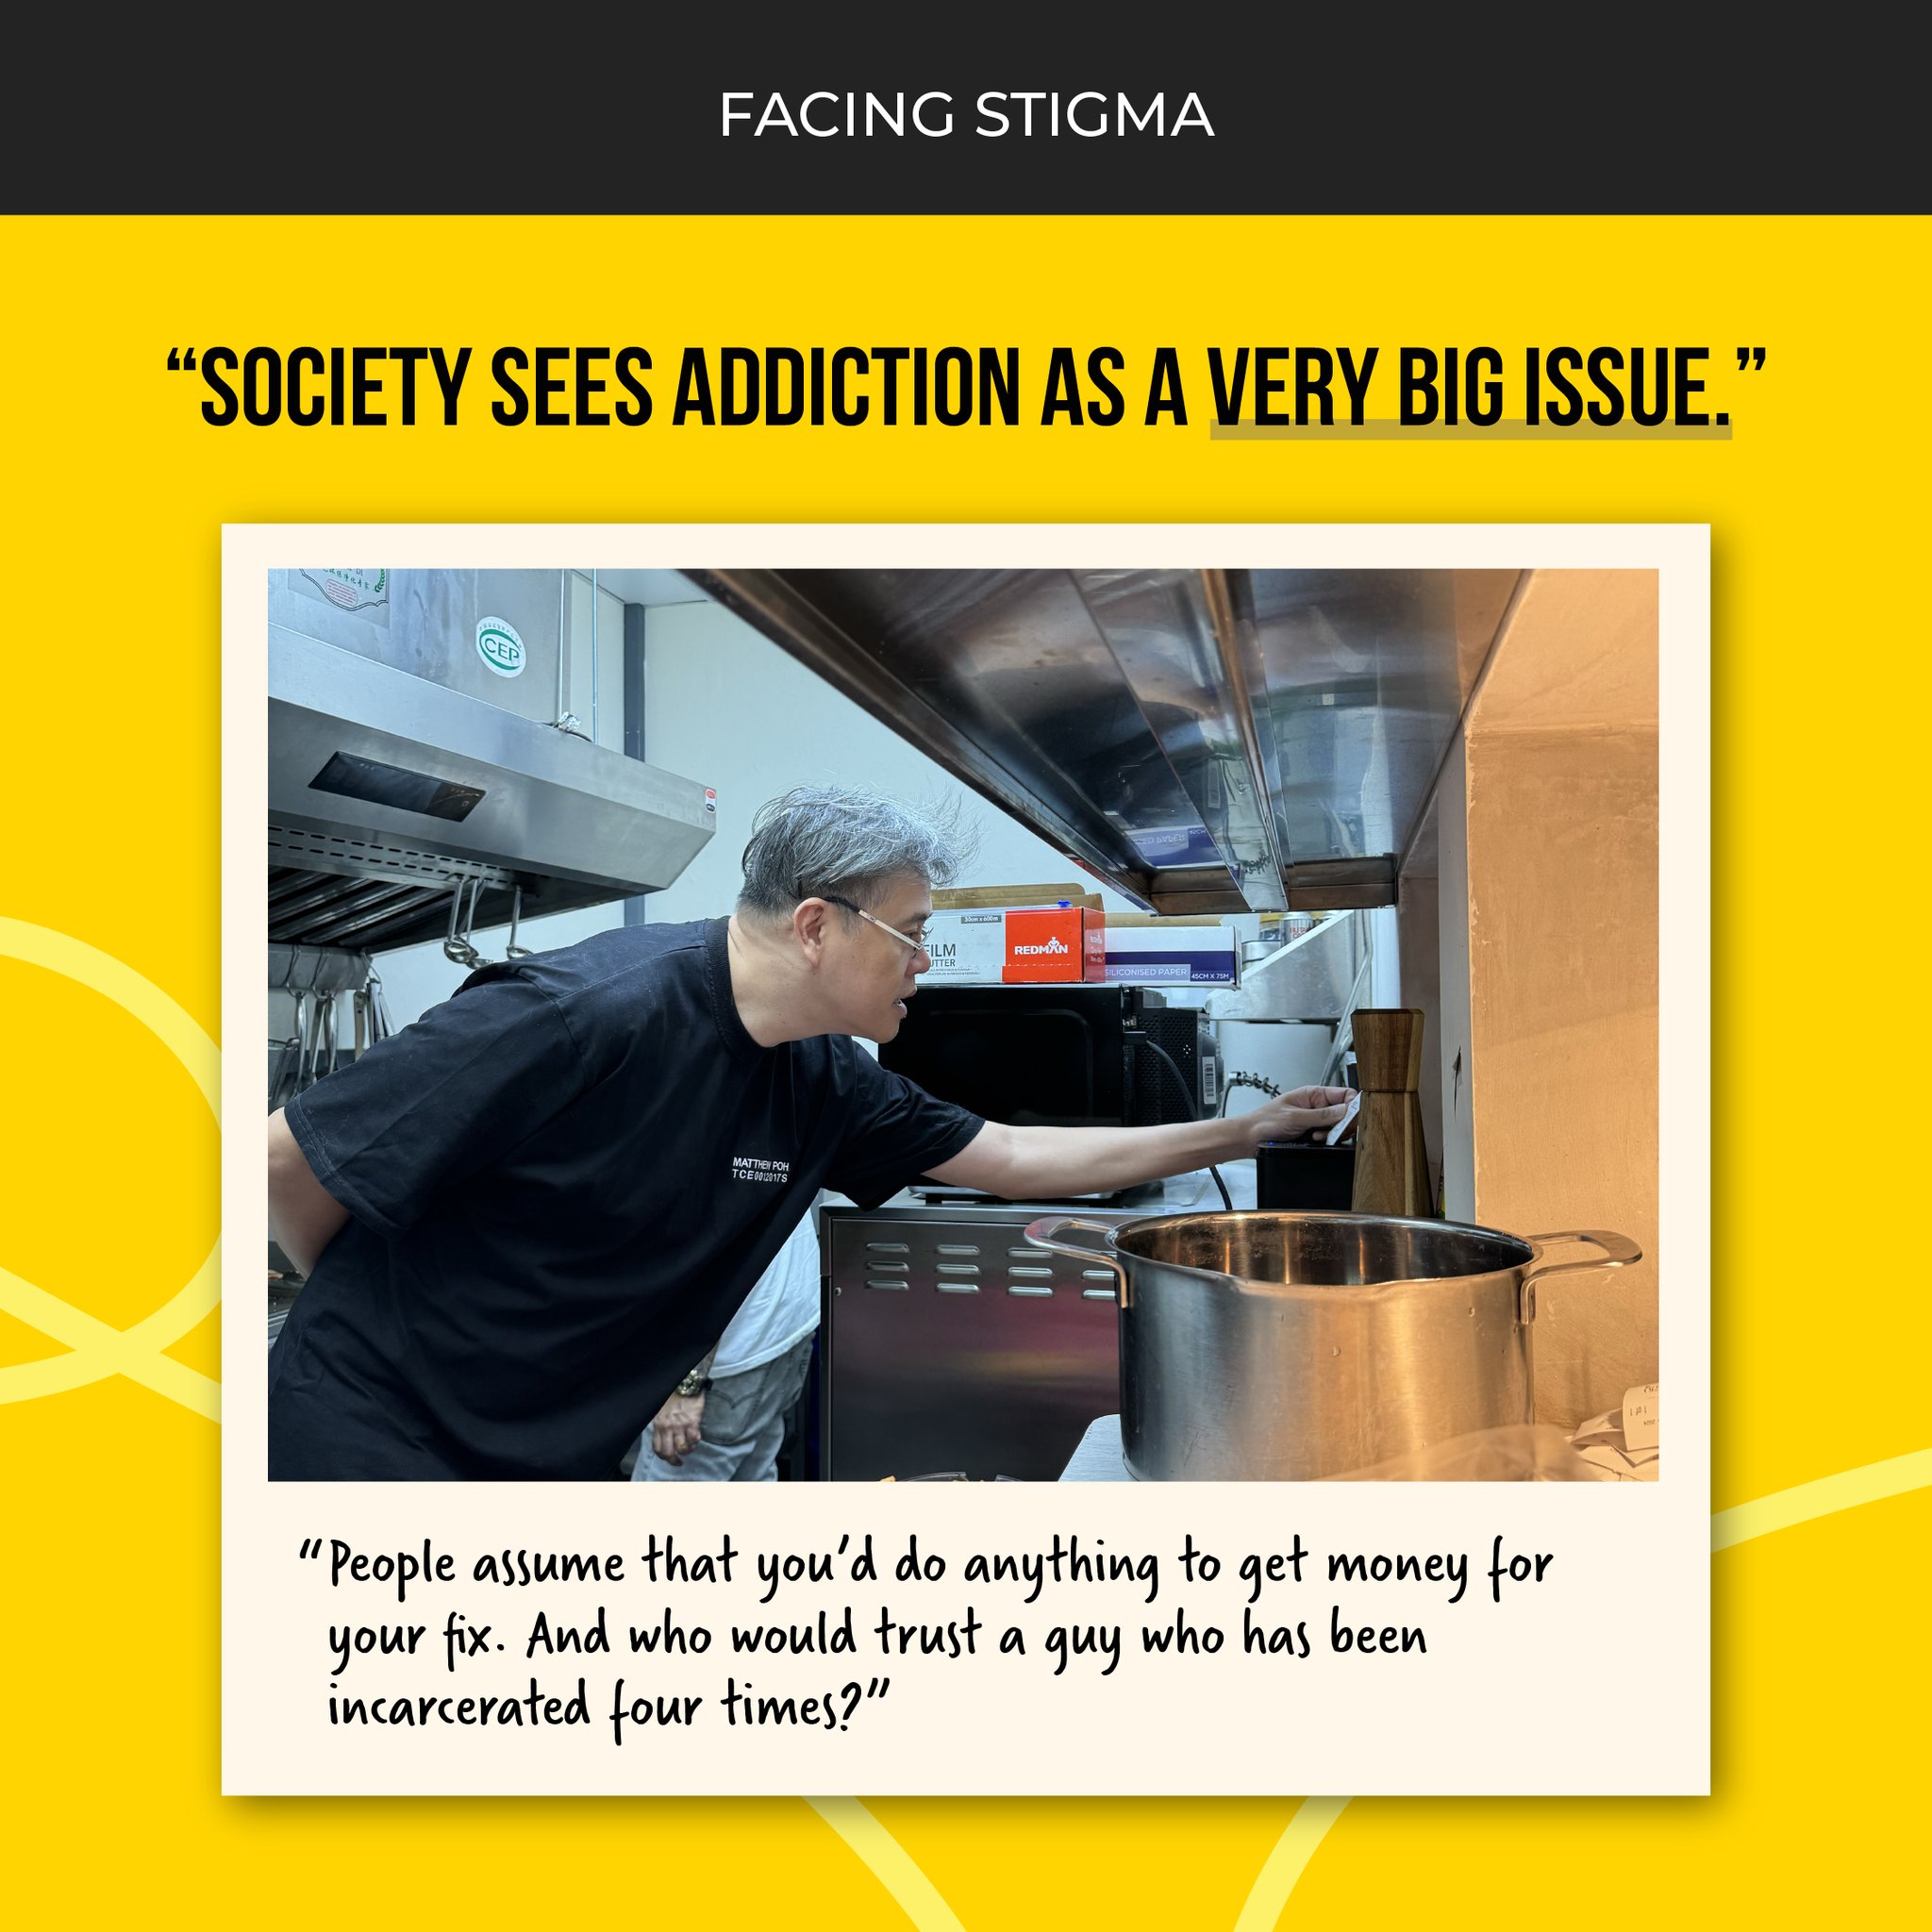 FACING STIGMA
“SOCIETY SEES ADDICTION AS A VERY BIG ISSUE.”
CEP
30cm x 600m
FILM
REDMAN
SILICONISED PAPER 45CM X 75M
MATTHEW POH
TCE0012017S
“People assume that you’d do anything to get money for
your fix. And who would trust a guy who has been
incarcerated four times?”